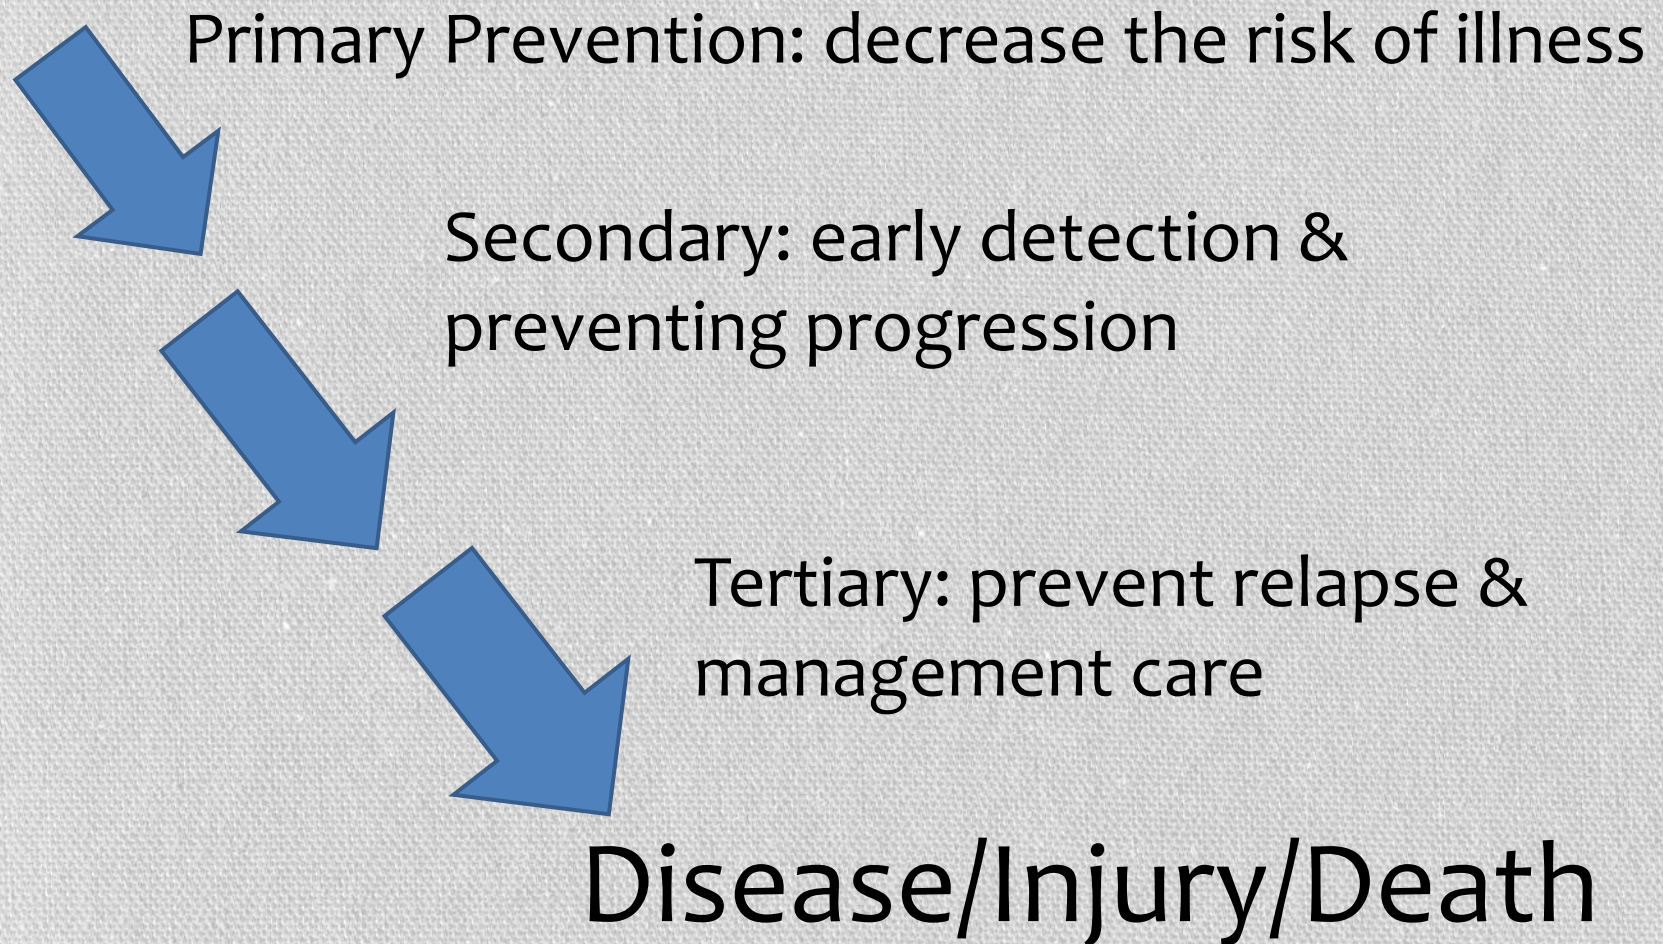 Primary Prevention: decrease the risk of illness
Secondary: early detection &
preventing progression
Tertiary: prevent relapse &
management care
Disease/Injury/Death